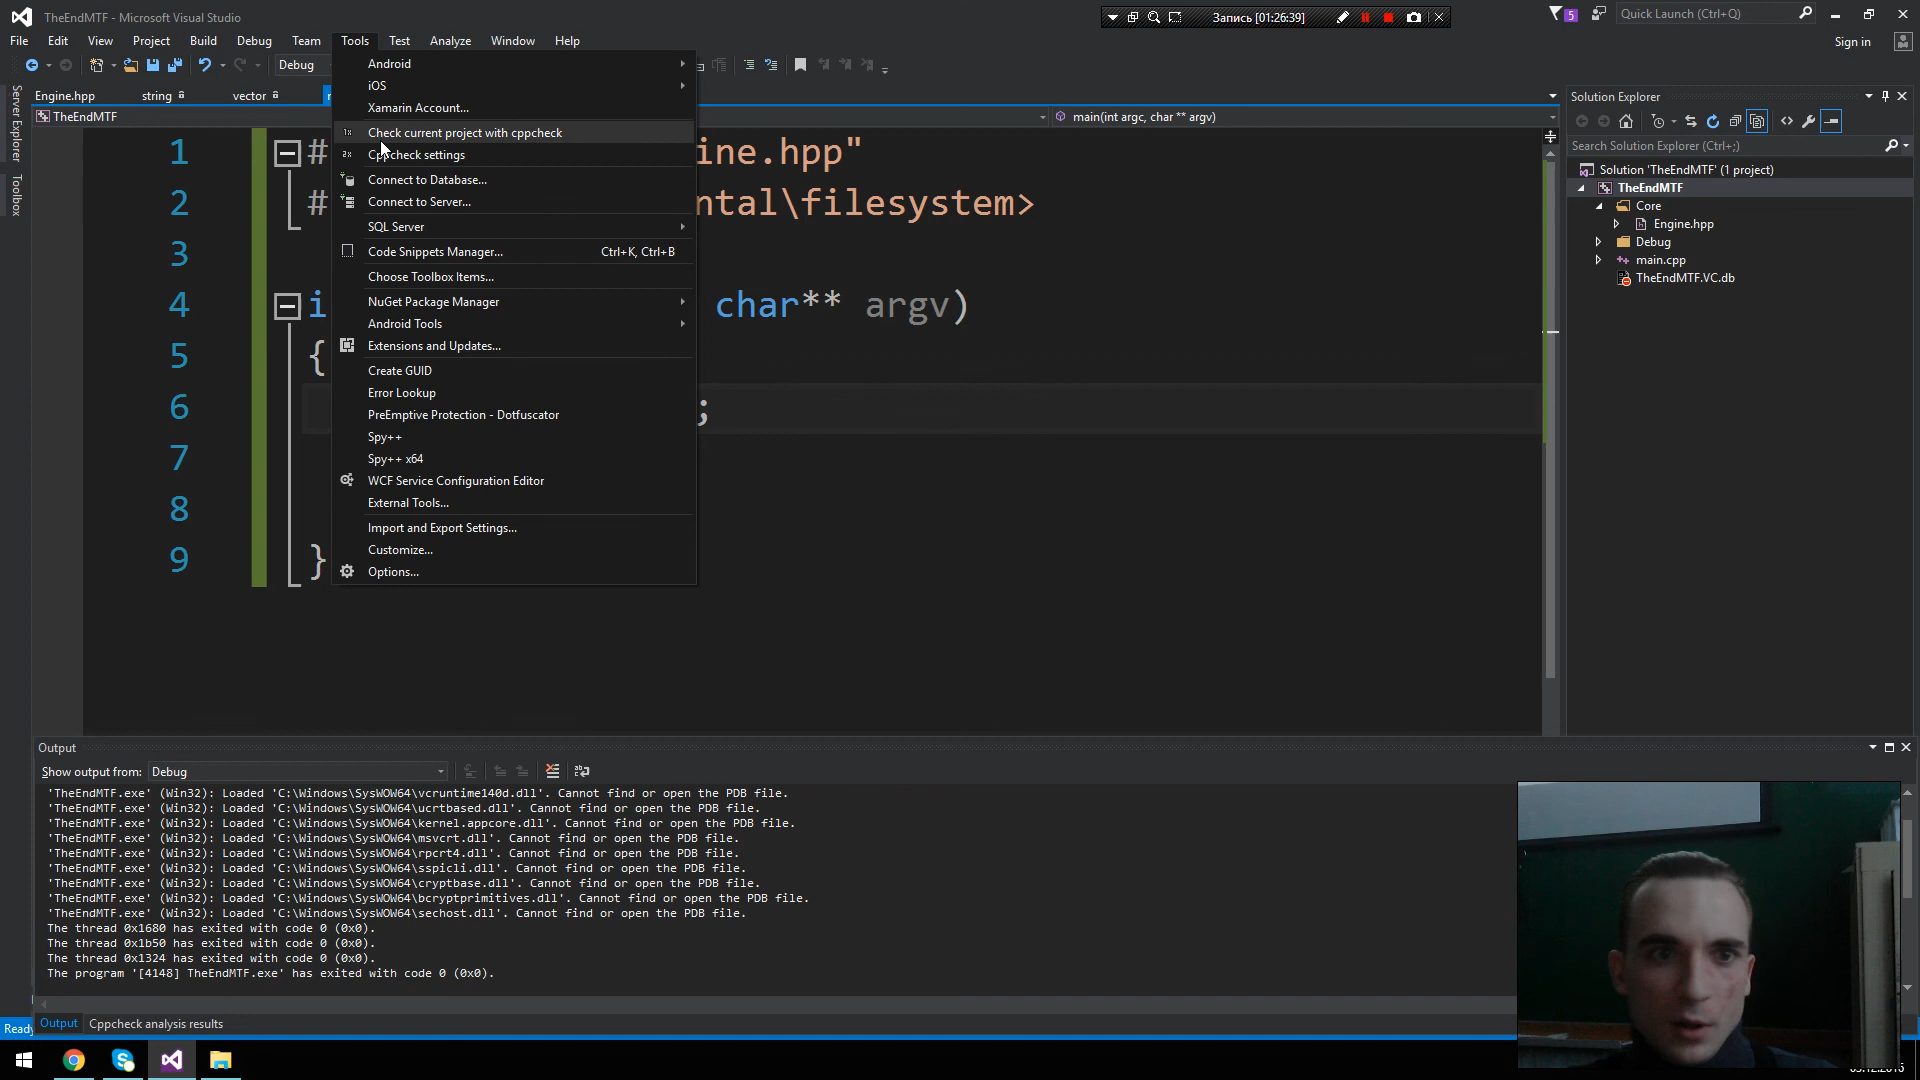 TheEndMTF - Microsoft Visual Studio
Запись [01:26:39]
5
Quick Launch (Ctrl+Q)
File Edit View Project Build Debug Team Tools Test Analyze Window Help
Sign in
Debug
Engine.hpp string vector
TheEndMTF
main(int argc, char ** argv)
Server Explorer
Toolbox
Android
iOS
Xamarin Account...
Check current project with cppcheck
Cppcheck settings
Connect to Database...
Connect to Server...
SQL Server
Code Snippets Manager... Ctrl+K, Ctrl+B
Choose Toolbox Items...
NuGet Package Manager
Android Tools
Extensions and Updates...
Create GUID
Error Lookup
PreEmptive Protection - Dotfuscator
Spy++
Spy++ x64
WCF Service Configuration Editor
External Tools...
Import and Export Settings...
Customize...
Options...
1 # ine.hpp"
2 # ntal\filesystem>
3
4 i char** argv)
5 {
6 ;
7
8
9 }
Solution Explorer
Search Solution Explorer (Ctrl+;)
Solution 'TheEndMTF' (1 project)
TheEndMTF
Core
Engine.hpp
Debug
main.cpp
TheEndMTF.VC.db
Output
Show output from: Debug
'TheEndMTF.exe' (Win32): Loaded 'C:\Windows\SysWOW64\vcruntime140d.dll'. Cannot find or open the PDB file.
'TheEndMTF.exe' (Win32): Loaded 'C:\Windows\SysWOW64\ucrtbased.dll'. Cannot find or open the PDB file.
'TheEndMTF.exe' (Win32): Loaded 'C:\Windows\SysWOW64\kernel.appcore.dll'. Cannot find or open the PDB file.
'TheEndMTF.exe' (Win32): Loaded 'C:\Windows\SysWOW64\msvcrt.dll'. Cannot find or open the PDB file.
'TheEndMTF.exe' (Win32): Loaded 'C:\Windows\SysWOW64\rpcrt4.dll'. Cannot find or open the PDB file.
'TheEndMTF.exe' (Win32): Loaded 'C:\Windows\SysWOW64\sspicli.dll'. Cannot find or open the PDB file.
'TheEndMTF.exe' (Win32): Loaded 'C:\Windows\SysWOW64\cryptbase.dll'. Cannot find or open the PDB file.
'TheEndMTF.exe' (Win32): Loaded 'C:\Windows\SysWOW64\bcryptprimitives.dll'. Cannot find or open the PDB file.
'TheEndMTF.exe' (Win32): Loaded 'C:\Windows\SysWOW64\sechost.dll'. Cannot find or open the PDB file.
The thread 0x1680 has exited with code 0 (0x0).
The thread 0x1b50 has exited with code 0 (0x0).
The thread 0x1324 has exited with code 0 (0x0).
The program '[4148] TheEndMTF.exe' has exited with code 0 (0x0).
Output Cppcheck analysis results
Ready